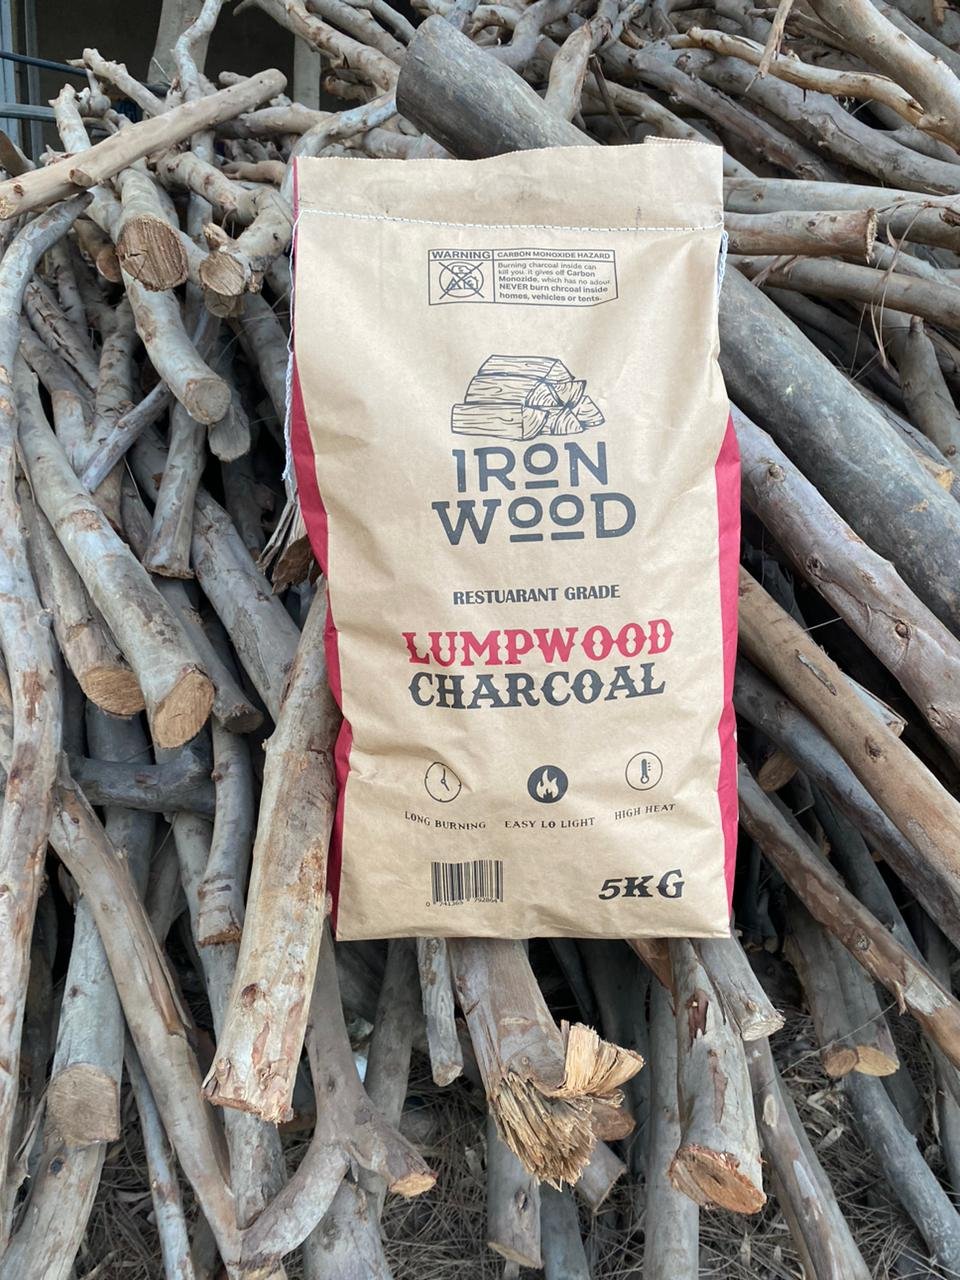 WARNING
CARBON MONOXIDE HAZARD
Burning charcoal inside can
kill you. it gives off Carbon
Monozide, which has no adour.
NEVER burn chrcoal inside
homes, vehicles or tents.
IRON
WOOD
RESTUARANT GRADE
LUMPWOOD
CHARCOAL
LONG BURNING
EASY LO LIGHT
HIGH HEAT
5KG